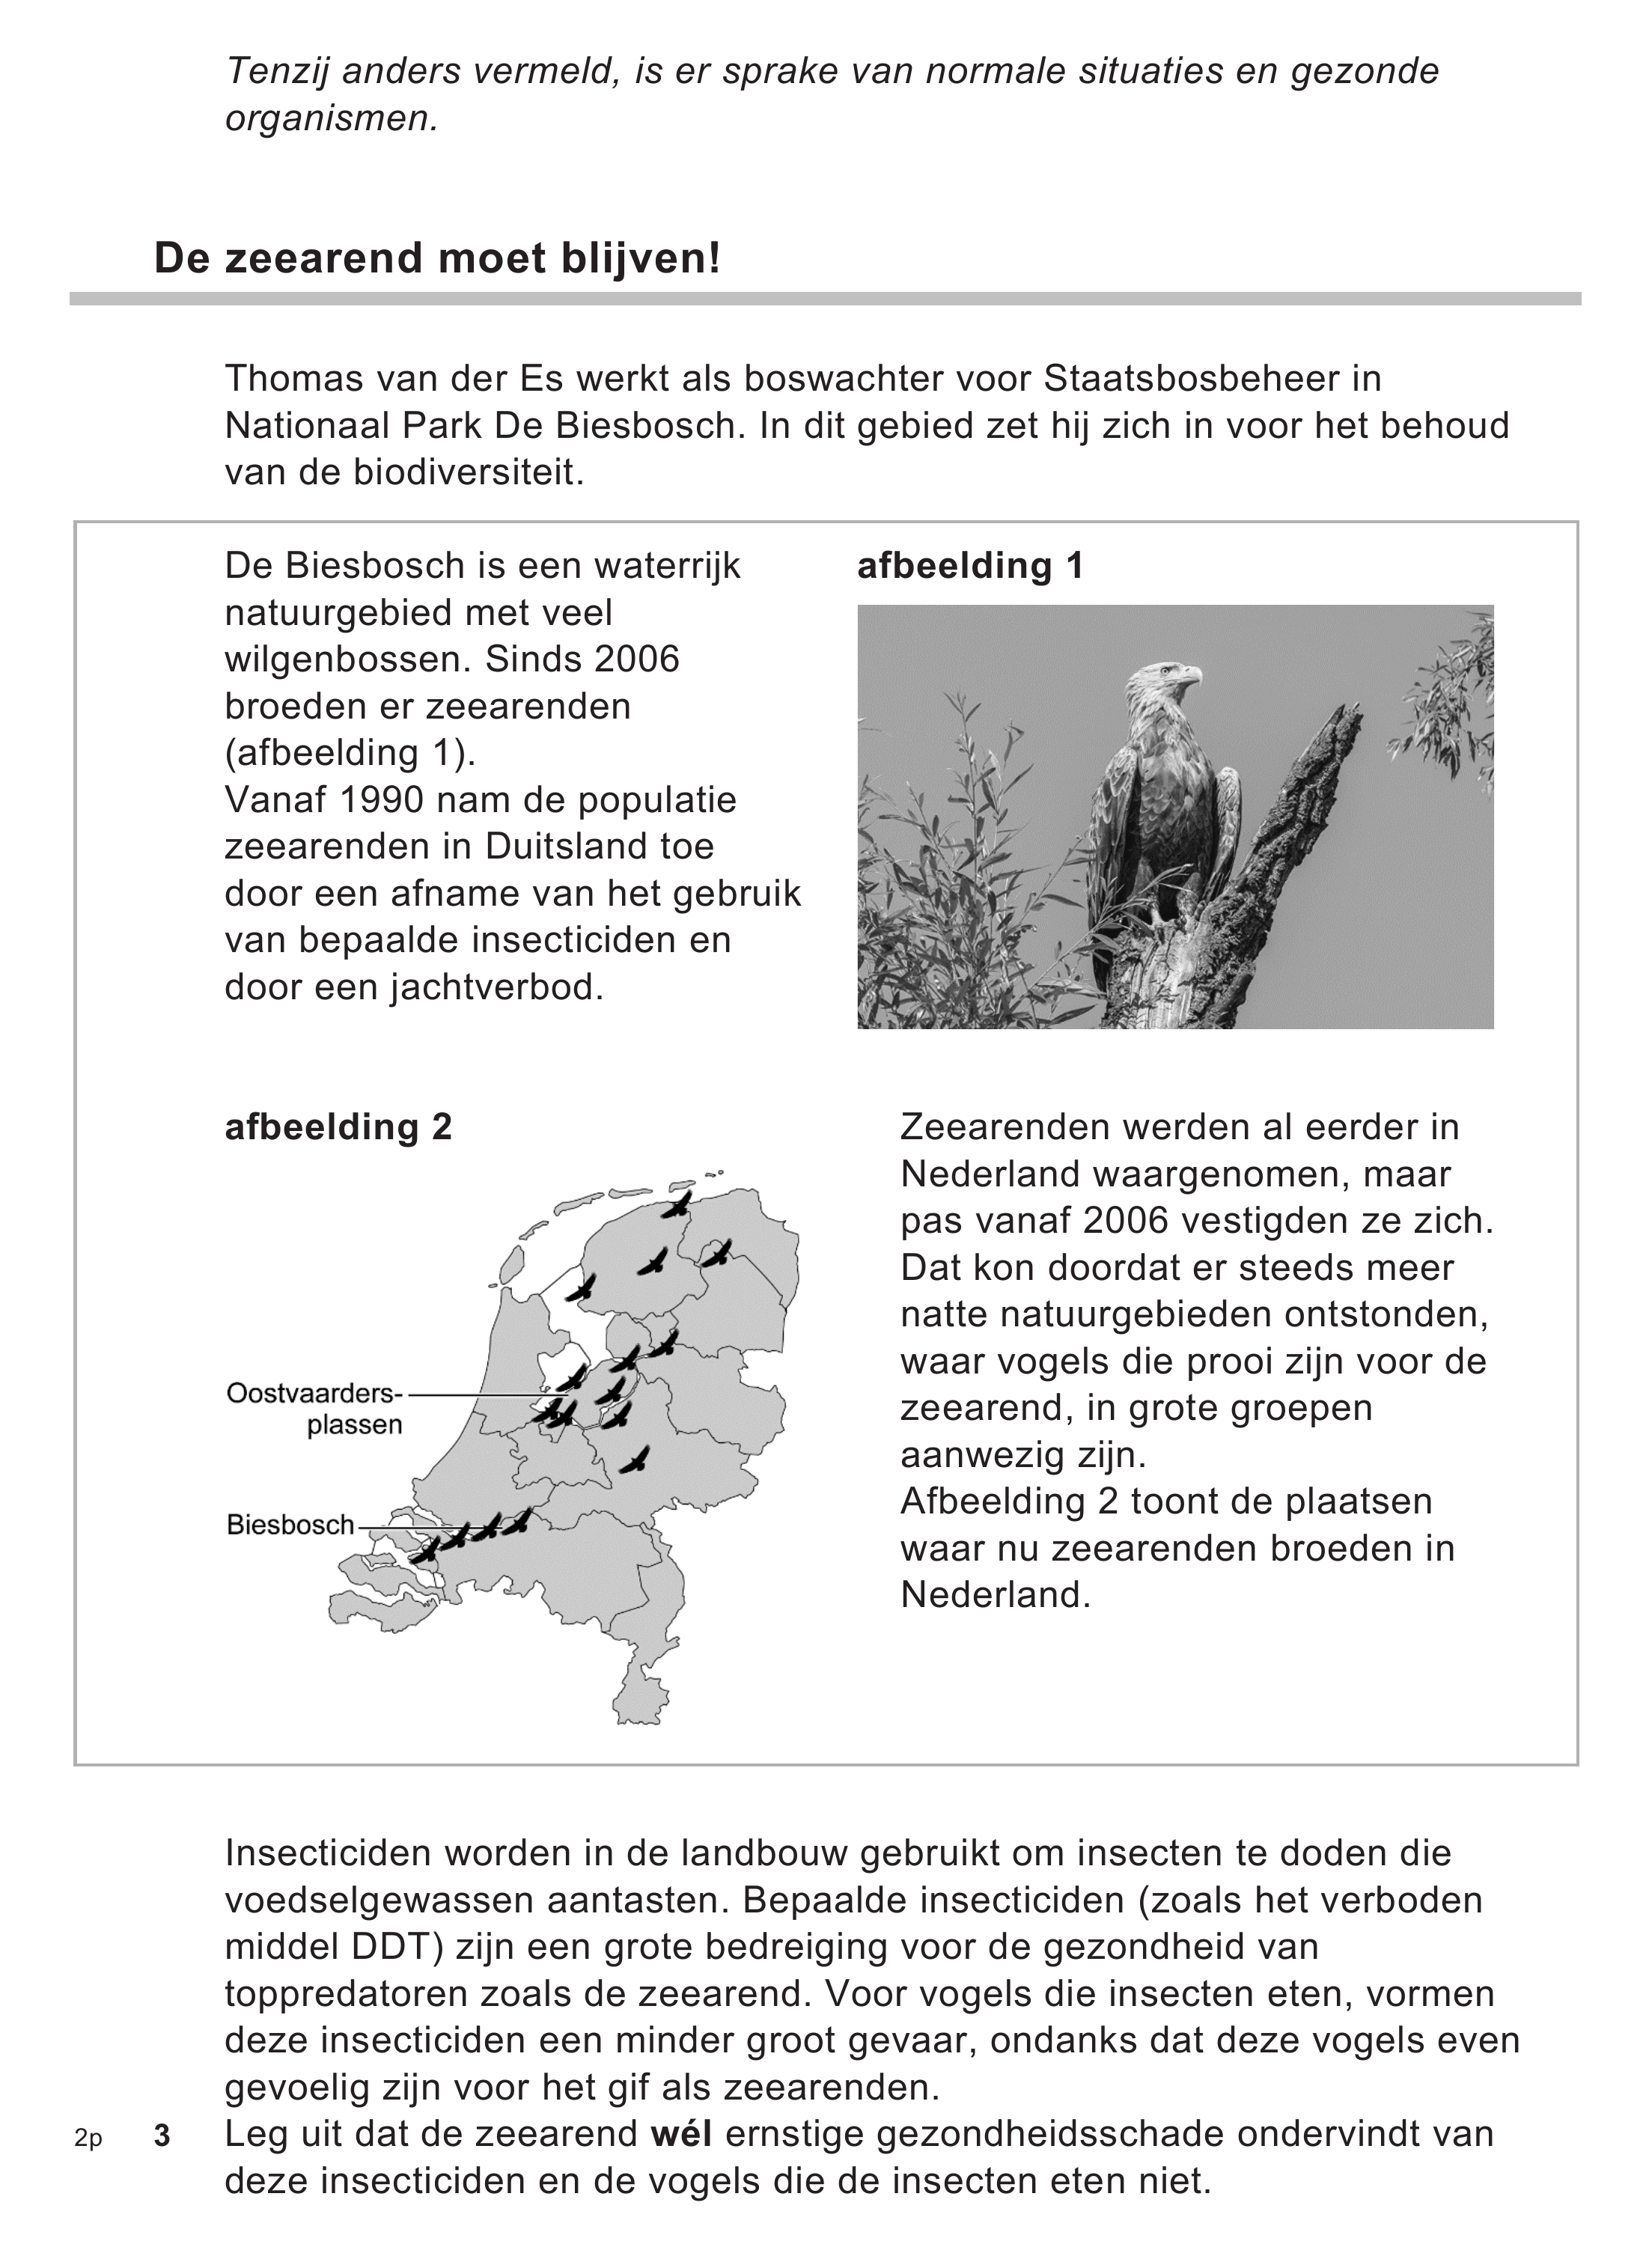 Tenzij anders vermeld, is er sprake van normale situaties en gezonde
organismen.
De zeearend moet blijven!
Thomas van der Es werkt als boswachter voor Staatsbosbeheer in
Nationaal Park De Biesbosch. In dit gebied zet hij zich in voor het behoud
van de biodiversiteit.
De Biesbosch is een waterrijk
natuurgebied met veel
wilgenbossen. Sinds 2006
broeden er zeearenden
(afbeelding 1).
Vanaf 1990 nam de populatie
zeearenden in Duitsland toe
door een afname van het gebruik
van bepaalde insecticiden en
door een jachtverbod.
afbeelding 1
afbeelding 2
Oostvaarders-
plassen
Biesbosch
Zeearenden werden al eerder in
Nederland waargenomen, maar
pas vanaf 2006 vestigden ze zich.
Dat kon doordat er steeds meer
natte natuurgebieden ontstonden,
waar vogels die prooi zijn voor de
zeearend, in grote groepen
aanwezig zijn.
Afbeelding 2 toont de plaatsen
waar nu zeearenden broeden in
Nederland.
Insecticiden worden in de landbouw gebruikt om insecten te doden die
voedselgewassen aantasten. Bepaalde insecticiden (zoals het verboden
middel DDT) zijn een grote bedreiging voor de gezondheid van
toppredatoren zoals de zeearend. Voor vogels die insecten eten, vormen
deze insecticiden een minder groot gevaar, ondanks dat deze vogels even
gevoelig zijn voor het gif als zeearenden.
2p 3 Leg uit dat de zeearend wél ernstige gezondheidsschade ondervindt van
deze insecticiden en de vogels die de insecten eten niet.